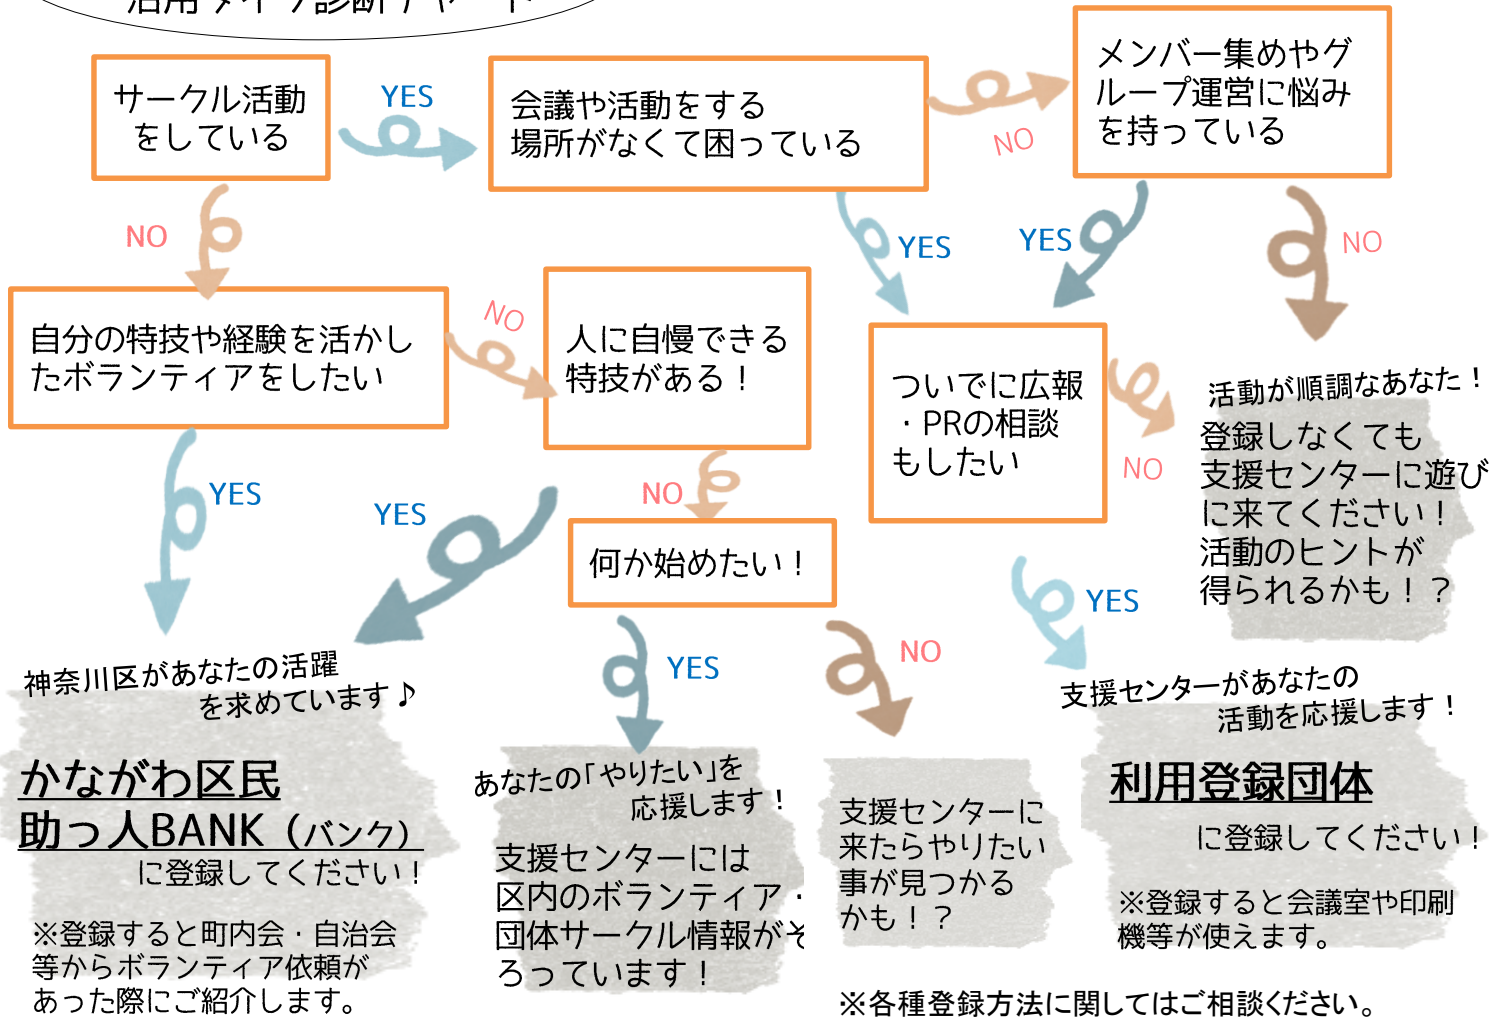 活用タイプ診断チャート
サークル活動
をしている
YES
会議や活動をする
場所がなくて困っている
NO
メンバー集めやグ
ループ運営に悩み
を持っている
NO
YES
YES
NO
自分の特技や経験を活かし
たボランティアをしたい
NO
人に自慢できる
特技がある！
ついでに広報
・PRの相談
もしたい
NO
活動が順調なあなた！
登録しなくても
支援センターに遊び
に来てください！
活動のヒントが
得られるかも！？
YES
YES
NO
何か始めたい！
YES
YES
NO
神奈川区があなたの活躍
を求めています♪
かながわ区民
助っ人BANK（バンク）
に登録してください！
※登録すると町内会・自治会
等からボランティア依頼が
あった際にご紹介します。
あなたの「やりたい」を
応援します！
支援センターには
区内のボランティア・
団体サークル情報がそ
ろっています！
支援センターに
来たらやりたい
事が見つかる
かも！？
支援センターがあなたの
活動を応援します！
利用登録団体
に登録してください！
※登録すると会議室や印刷
機等が使えます。
※各種登録方法に関してはご相談ください。